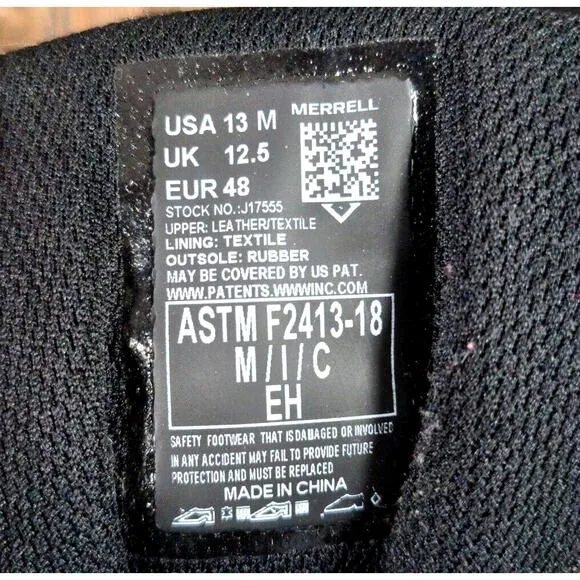 MERRELL
USA 13 M
UK 12.5
EUR 48
STOCK NO.:J17555
UPPER: LEATHER/TEXTILE
LINING: TEXTILE
OUTSOLE: RUBBER
MAY BE COVERED BY US PAT.
WWW.PATENTS.WWWINC.COM
ASTM F2413-18
M / I / C
EH
SAFETY FOOTWEAR THAT IS DAMAGED OR INVOLVED
IN ANY ACCIDENT MAY FAIL TO PROVIDE FUTURE
PROTECTION AND MUST BE REPLACED
MADE IN CHINA